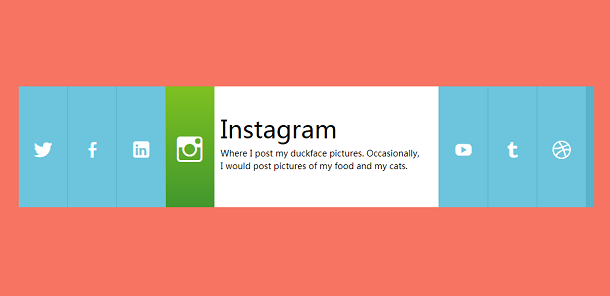 Instagram
Where I post my duckface pictures. Occasionally,
I would post pictures of my food and my cats.